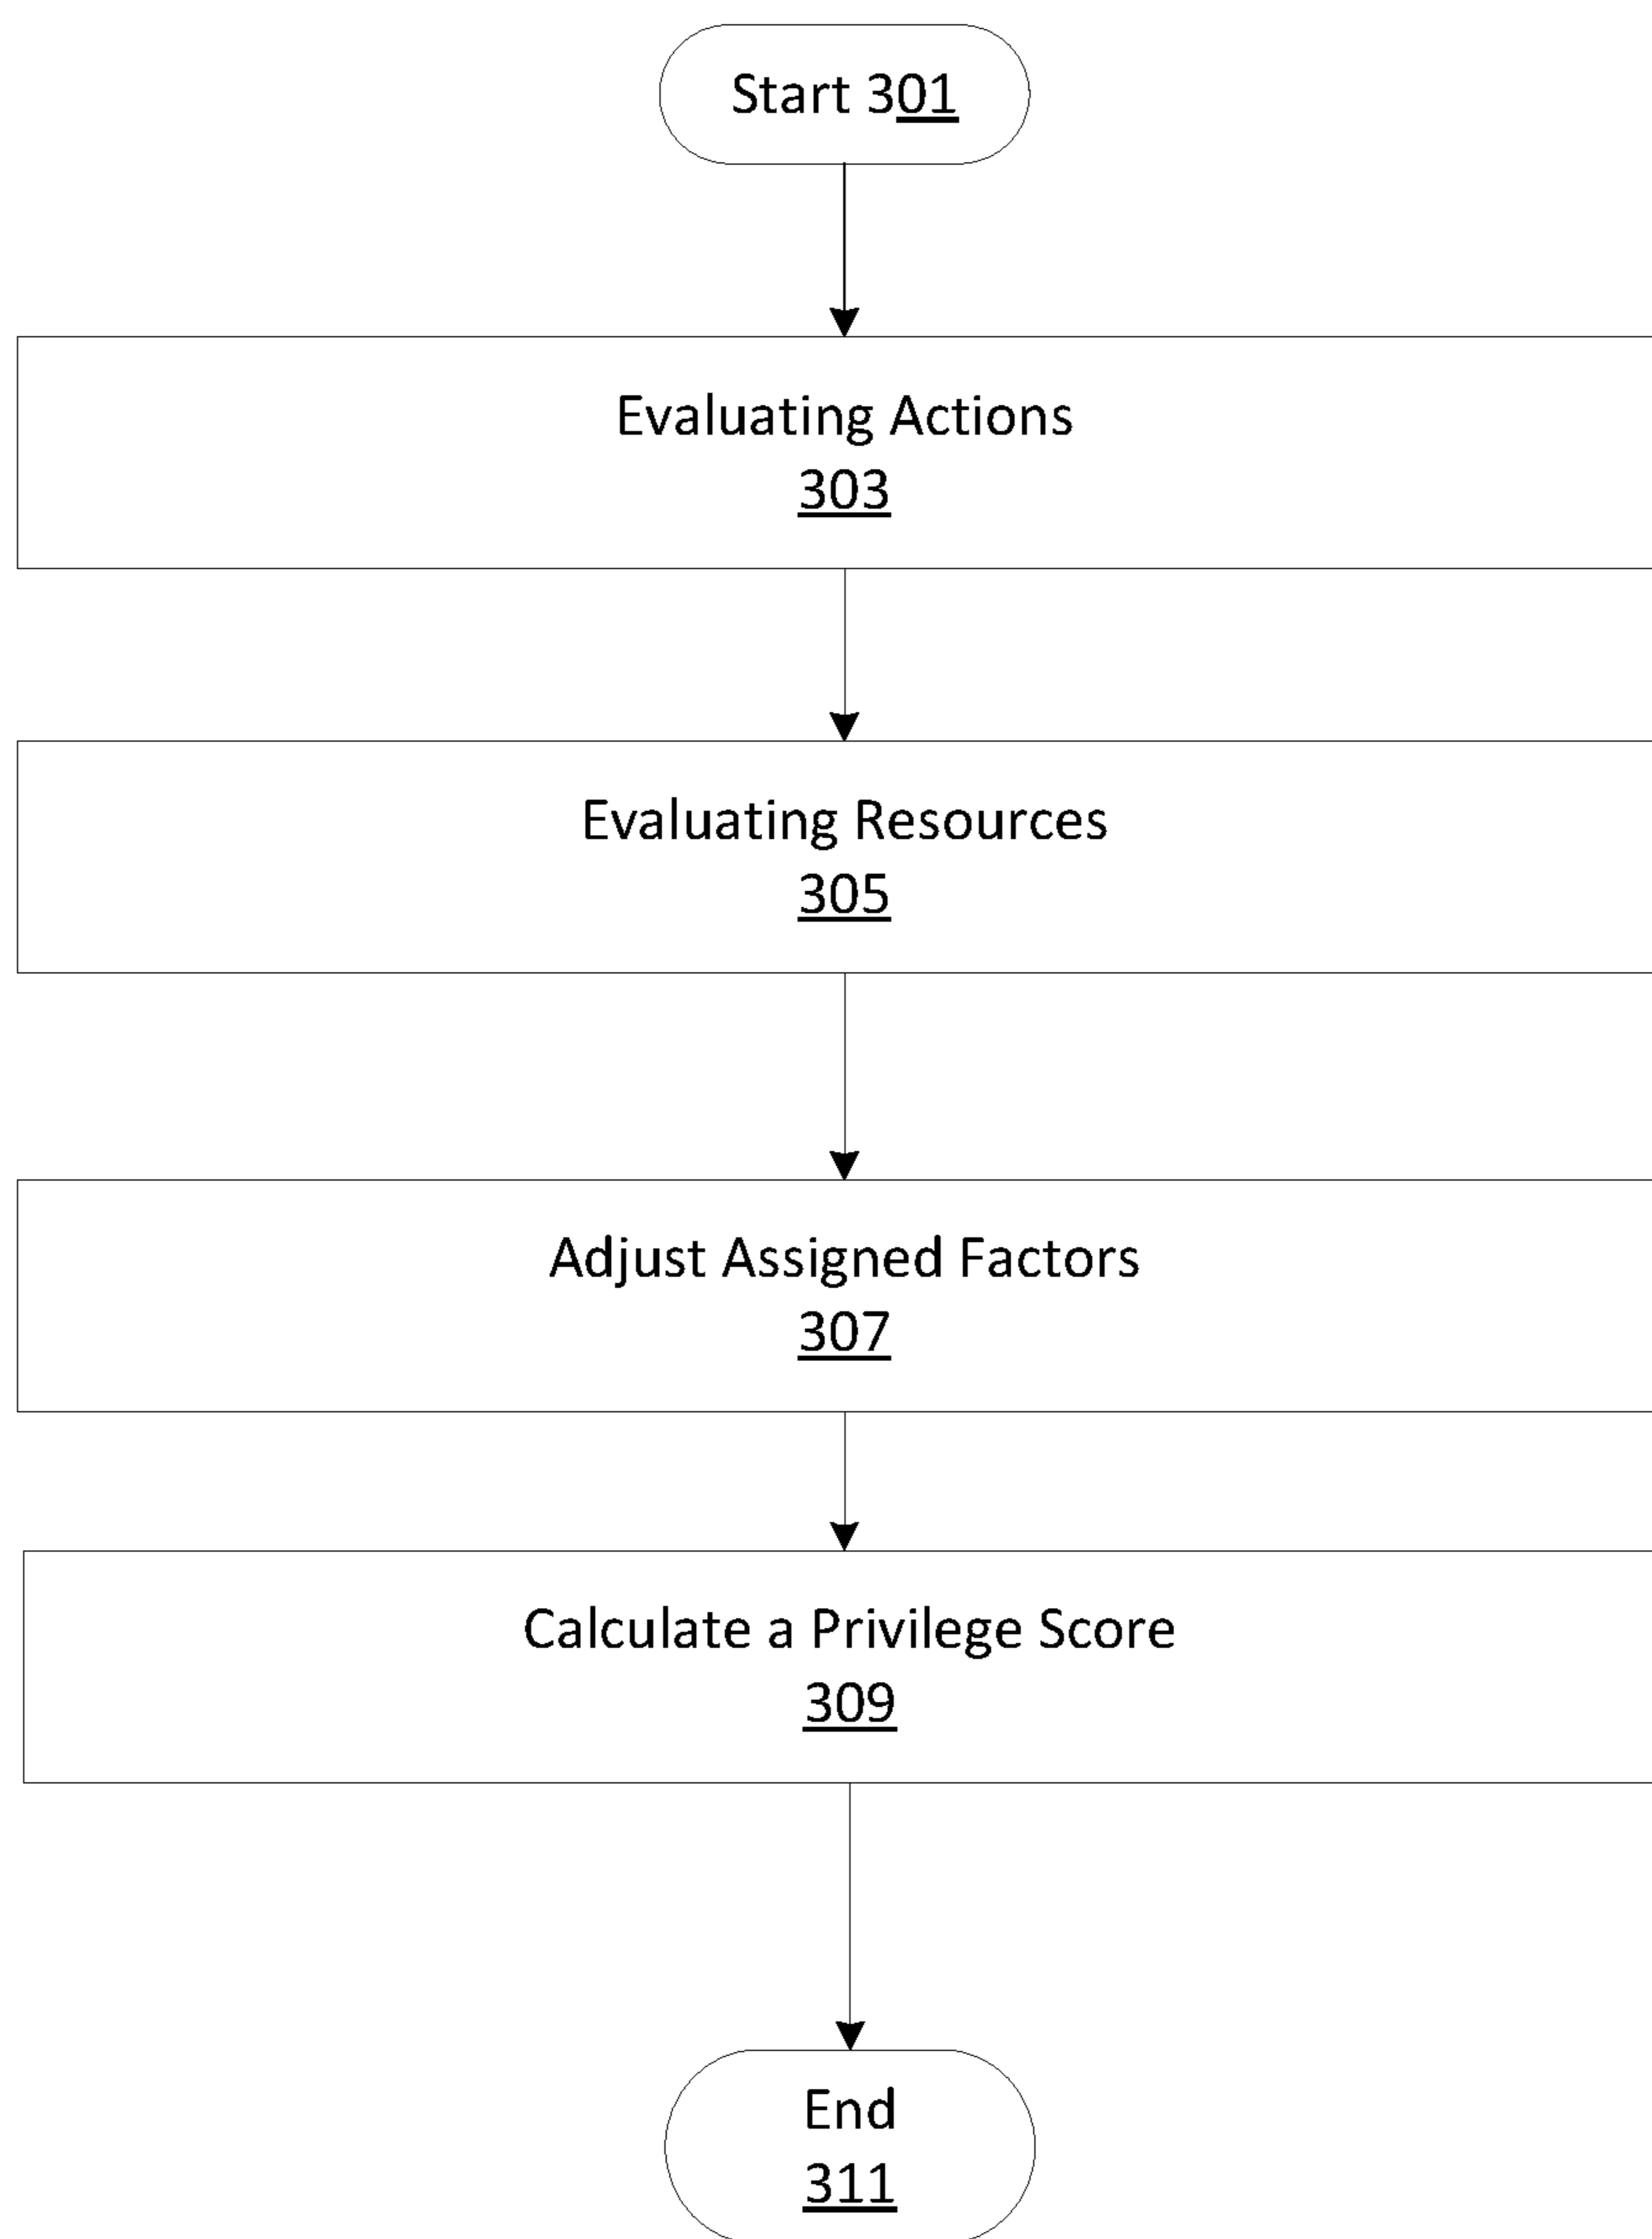 Start 301
Evaluating Actions
303
Evaluating Resources
305
Adjust Assigned Factors
307
Calculate a Privilege Score
309
End
311